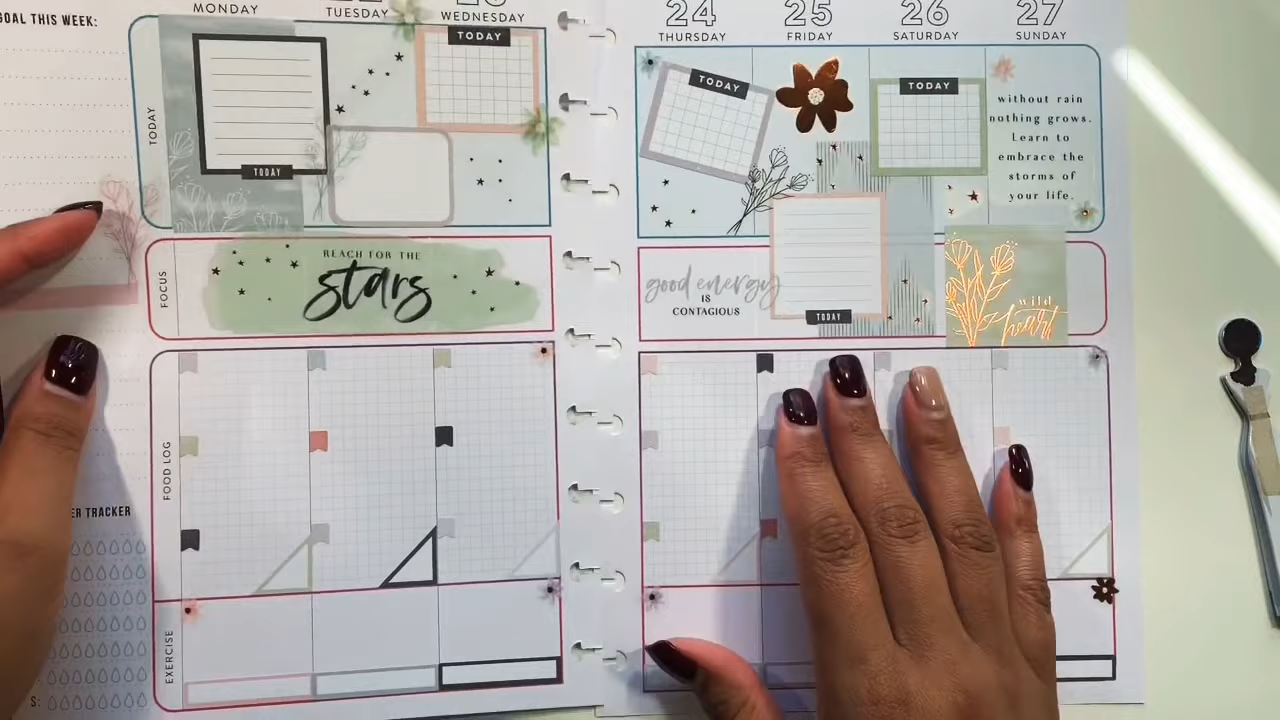 GOAL THIS WEEK:
MONDAY
TUESDAY
WEDNESDAY
24
THURSDAY
25
FRIDAY
26
SATURDAY
27
SUNDAY
TODAY
TODAY
TODAY
TODAY
TODAY
without rain
nothing grows.
Learn to
embrace the
storms of
your life.
FOCUS
REACH FOR THE
stars
good energy
IS
CONTAGIOUS
TODAY
wild
heart
FOOD LOG
ER TRACKER
EXERCISE
S: